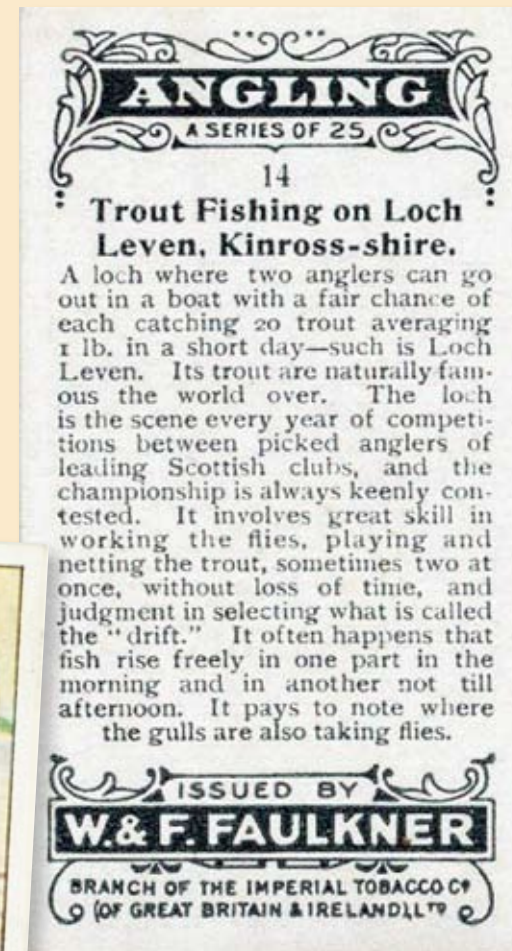 ANGLING
A SERIES OF 25
14
Trout Fishing on Loch
Leven, Kinross-shire.
A loch where two anglers can go
out in a boat with a fair chance of
each catching 20 trout averaging
1 lb. in a short day—such is Loch
Leven. Its trout are naturally fam-
ous the world over. The loch
is the scene every year of competi-
tions between picked anglers of
leading Scottish clubs, and the
championship is always keenly con-
tested. It involves great skill in
working the flies, playing and
netting the trout, sometimes two at
once, without loss of time, and
judgment in selecting what is called
the "drift." It often happens that
fish rise freely in one part in the
morning and in another not till
afternoon. It pays to note where
the gulls are also taking flies.
ISSUED BY
W. & F. FAULKNER
BRANCH OF THE IMPERIAL TOBACCO CO
(OF GREAT BRITAIN & IRELAND), LTD